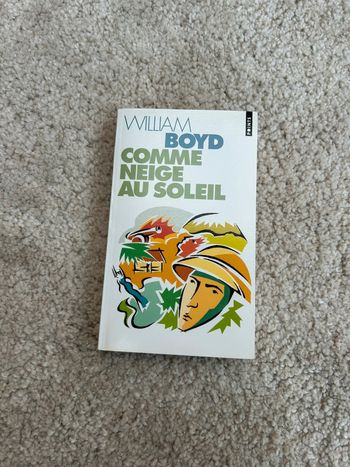 WILLIAM
BOYD
POINTS
COMME
NEIGE
AU SOLEIL